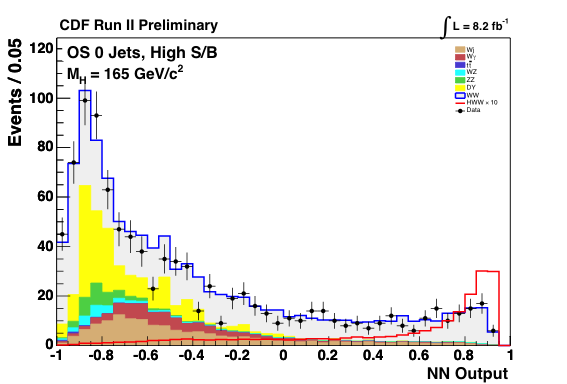 CDF Run II Preliminary
∫ L = 8.2 fb⁻¹
OS 0 Jets, High S/B
M_H = 165 GeV/c²
Wj
Wγ
tt̄
WZ
ZZ
DY
WW
HWW × 10
Data
Events / 0.05
120
100
80
60
40
20
0
-1 -0.8 -0.6 -0.4 -0.2 0 0.2 0.4 0.6 0.8 1
NN Output